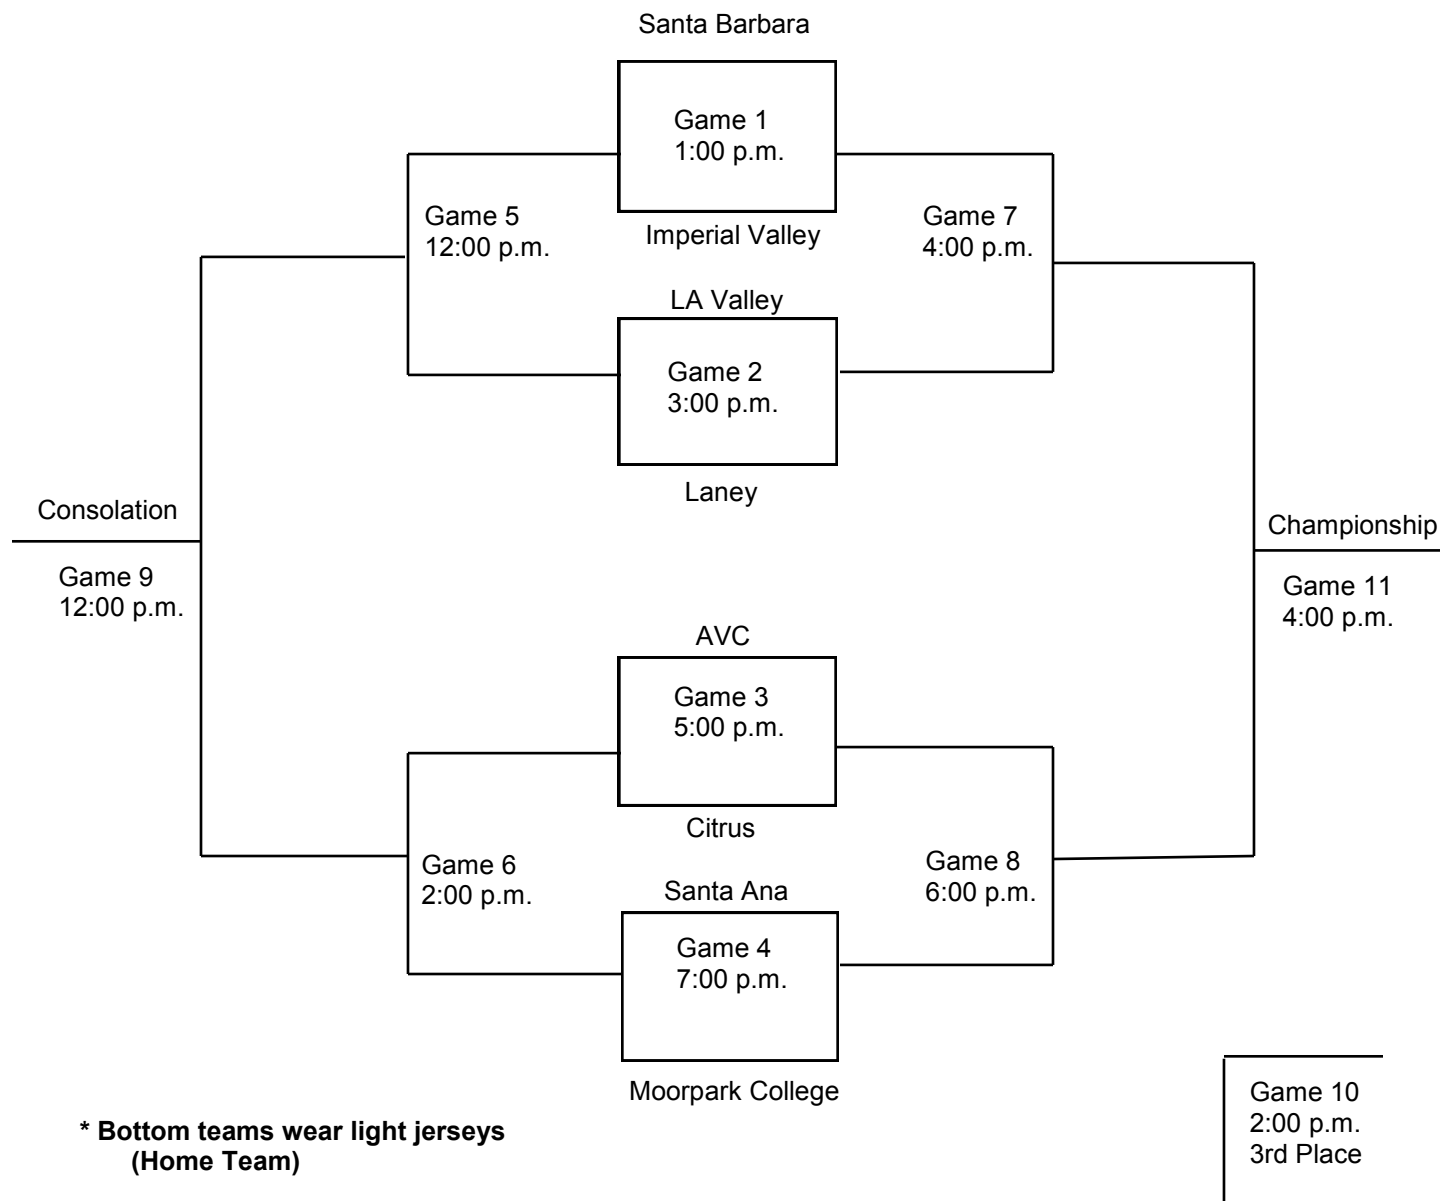 Santa Barbara
Game 1
1:00 p.m.
Game 5
12:00 p.m.
Imperial Valley
Game 7
4:00 p.m.
LA Valley
Game 2
3:00 p.m.
Laney
Consolation
Game 9
12:00 p.m.
Championship
Game 11
4:00 p.m.
AVC
Game 3
5:00 p.m.
Citrus
Game 6
2:00 p.m.
Game 8
6:00 p.m.
Santa Ana
Game 4
7:00 p.m.
Moorpark College
Game 10
2:00 p.m.
3rd Place
* Bottom teams wear light jerseys
(Home Team)